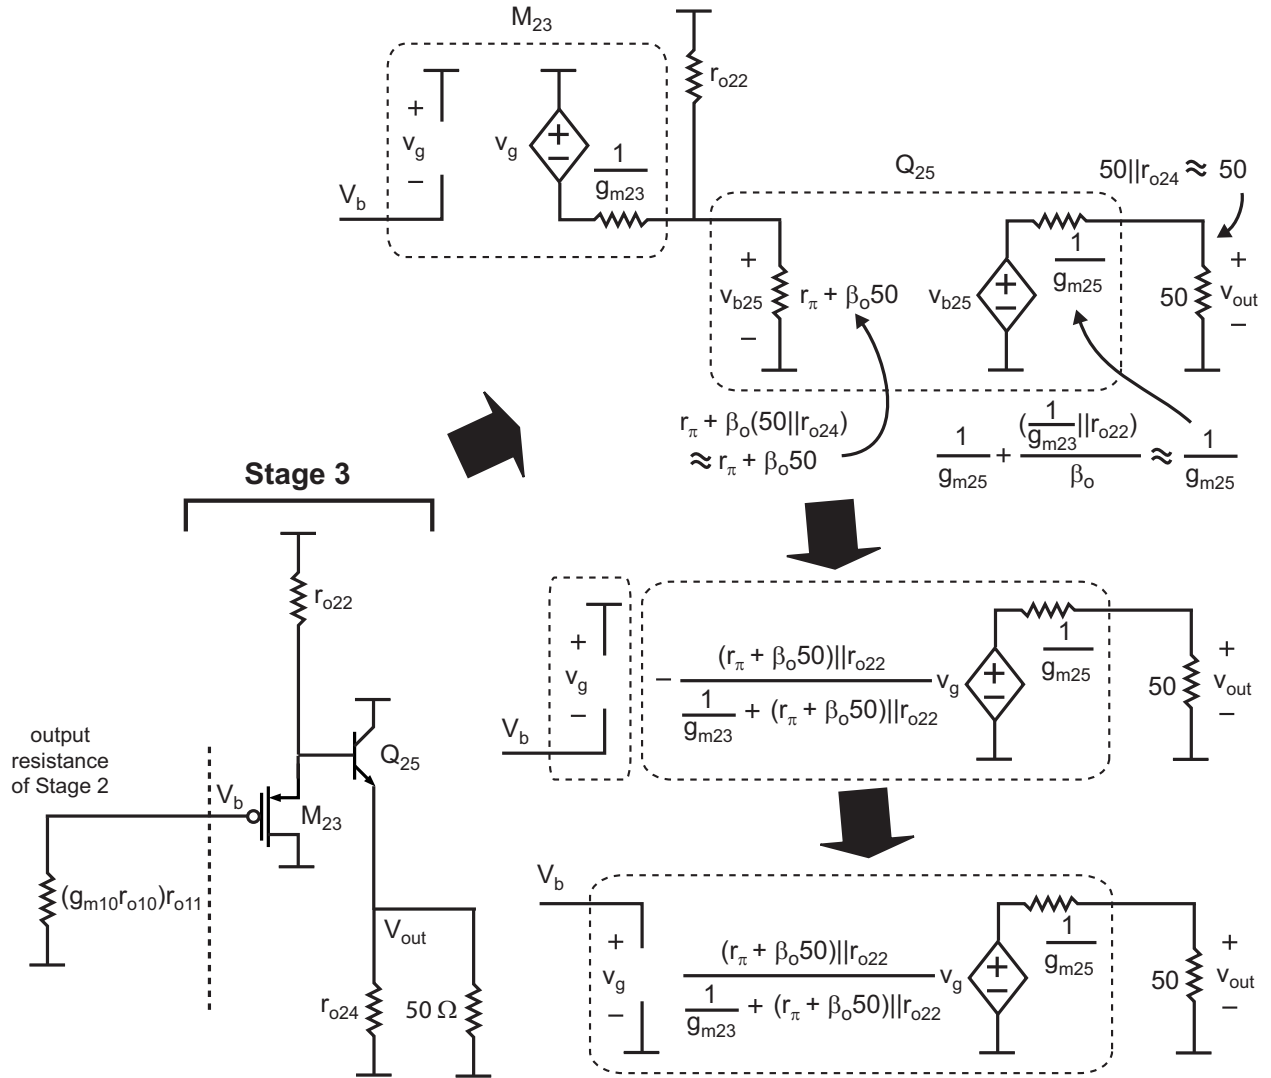 M23
+
vg
−
Vb
vg
+
−
1
gm23
ro22
Q25
50||ro24 ≈ 50
+
vb25
−
rπ + βo50
vb25
+
−
1
gm25
50
+
vout
−
rπ + βo(50||ro24)
≈ rπ + βo50
1
gm25
+
(1
gm23
||ro22)
βo
≈
1
gm25
Stage 3
ro22
output
resistance
of Stage 2
Vb
M23
Q25
(gm10ro10)ro11
Vout
ro24
50 Ω
+
vg
−
Vb
−
(rπ + βo50)||ro22
1
gm23
+ (rπ + βo50)||ro22
vg
+
−
1
gm25
50
+
vout
−
Vb
+
vg
−
(rπ + βo50)||ro22
1
gm23
+ (rπ + βo50)||ro22
vg
+
−
1
gm25
50
+
vout
−